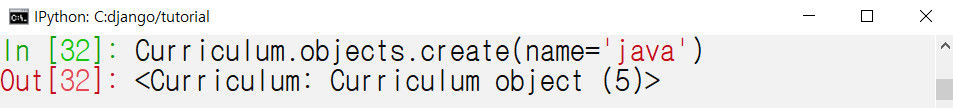 IPython: C:django/tutorial
In [32]: Curriculum.objects.create(name='java')
Out[32]: <Curriculum: Curriculum object (5)>